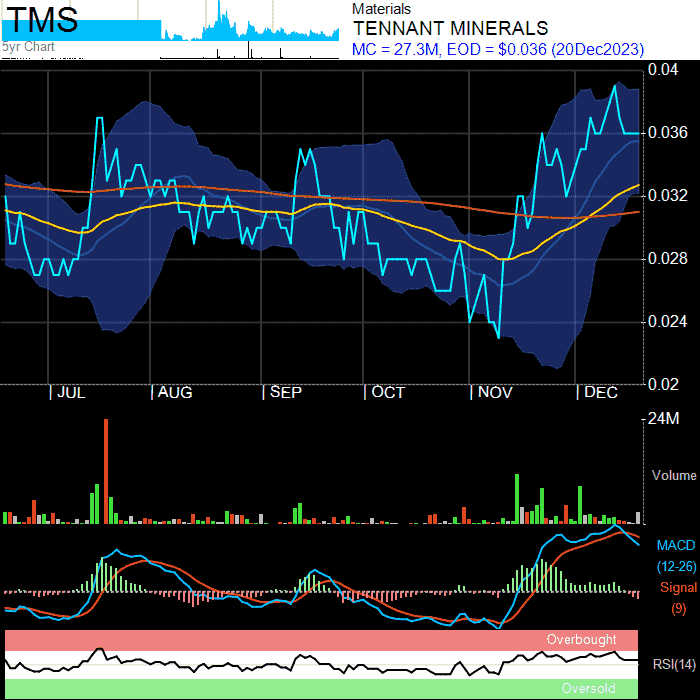 TMS
5yr Chart
Materials
TENNANT MINERALS
MC = 27.3M, EOD = $0.036 (20Dec2023)
0.04
0.036
0.032
0.028
0.024
0.02
| JUL | AUG | SEP | OCT | NOV | DEC
24M
Volume
MACD
(12-26)
Signal
(9)
Overbought
RSI(14)
Oversold